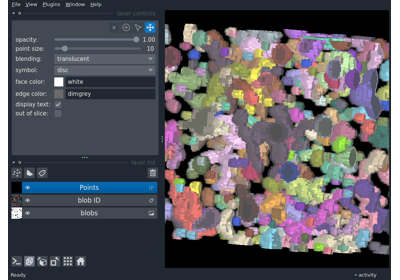 File View Plugins Window Help
layer controls
opacity: 1.00
point size: 10
blending: translucent
symbol: disc
face color: white
edge color: dimgrey
display text:
out of slice:
layer list
Points
blob ID
blobs
Ready
activity